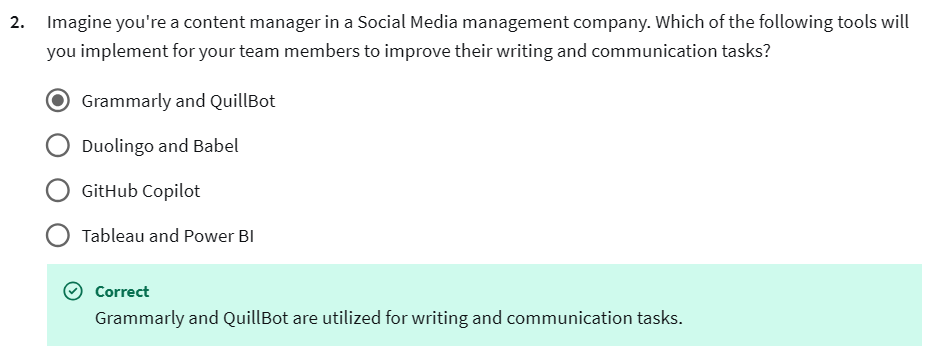 2. Imagine you're a content manager in a Social Media management company. Which of the following tools will
you implement for your team members to improve their writing and communication tasks?
Grammarly and QuillBot
Duolingo and Babel
GitHub Copilot
Tableau and Power BI
Correct
Grammarly and QuillBot are utilized for writing and communication tasks.